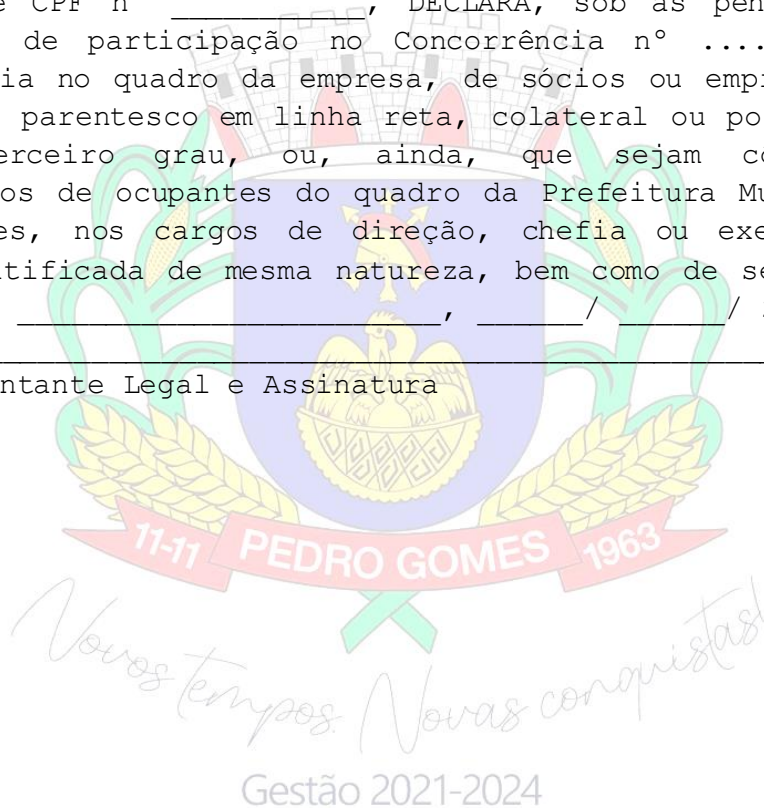 e CPF nº ___________, DECLARA, sob as pen
de participação no Concorrência nº ....
ia no quadro da empresa, de sócios ou empr
parentesco em linha reta, colateral ou po
erceiro grau, ou, ainda, que sejam co
os de ocupantes do quadro da Prefeitura Mu
es, nos cargos de direção, chefia ou exe
tificada de mesma natureza, bem como de se
________________________, ______/ ______/
ntante Legal e Assinatura
11-11 PEDRO GOMES 1963
Novos tempos. Novas conquistas!
Gestão 2021-2024